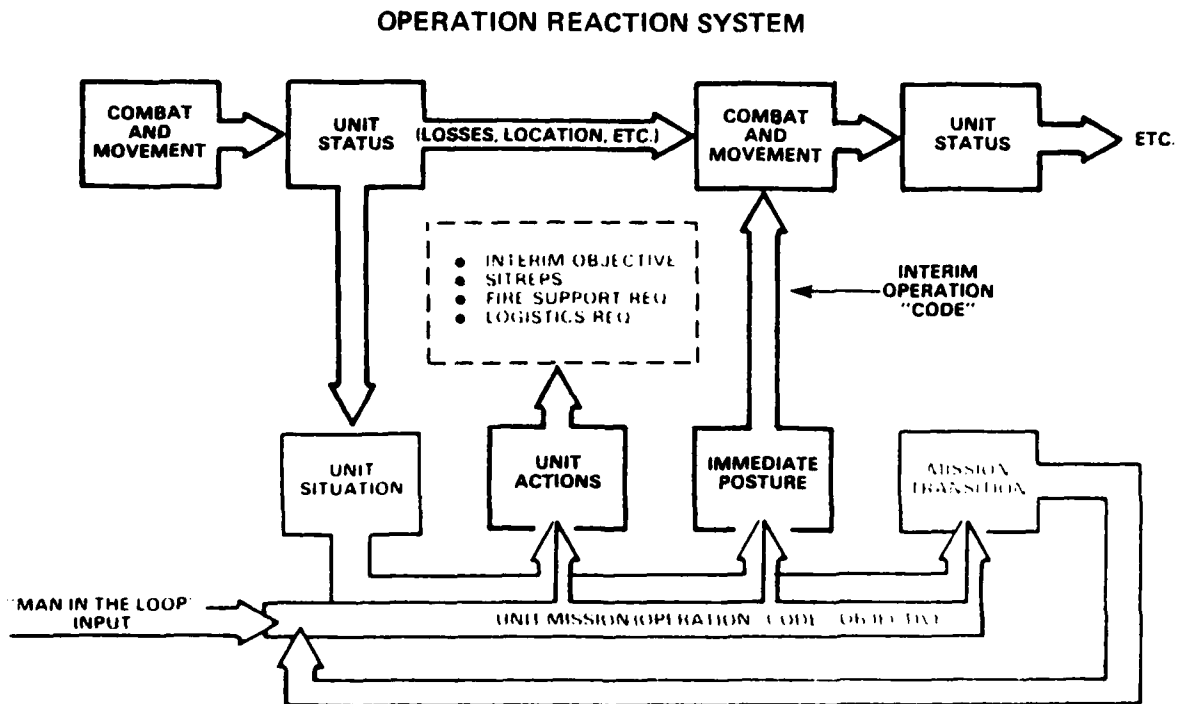 OPERATION REACTION SYSTEM
COMBAT
AND
MOVEMENT
UNIT
STATUS
(LOSSES, LOCATION, ETC.)
COMBAT
AND
MOVEMENT
UNIT
STATUS
ETC.
● INTERIM OBJECTIVE
● SITREPS
● FIRE SUPPORT REQ
● LOGISTICS REQ
INTERIM
OPERATION
"CODE"
UNIT
SITUATION
UNIT
ACTIONS
IMMEDIATE
POSTURE
MISSION
TRANSITION
"MAN IN THE LOOP"
INPUT
UNIT MISSION (OPERATION CODE OBJECTIVE